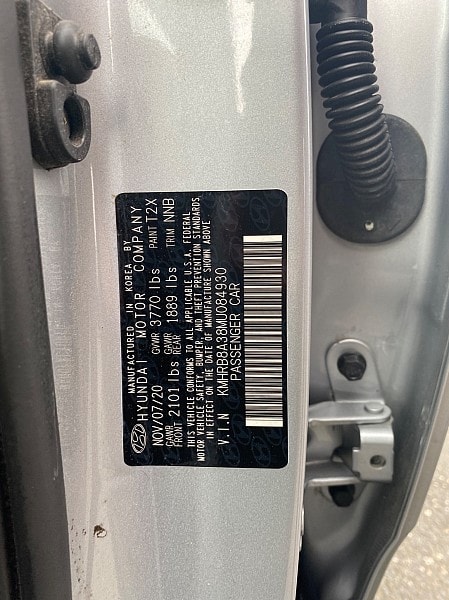 MANUFACTURED IN KOREA BY
HYUNDAI MOTOR COMPANY
NOV/07/20 GVWR 3770 lbs PAINT T2X
GAWR FRONT 2101 lbs GAWR REAR 1889 lbs TRIM NNB
THIS VEHICLE CONFORMS TO ALL APPLICABLE U.S.A. FEDERAL
MOTOR VEHICLE SAFETY, BUMPER, AND THEFT PREVENTION STANDARDS
IN EFFECT ON THE DATE OF MANUFACTURE SHOWN ABOVE
V.I.N KMHRB8A38MU084930
PASSENGER CAR